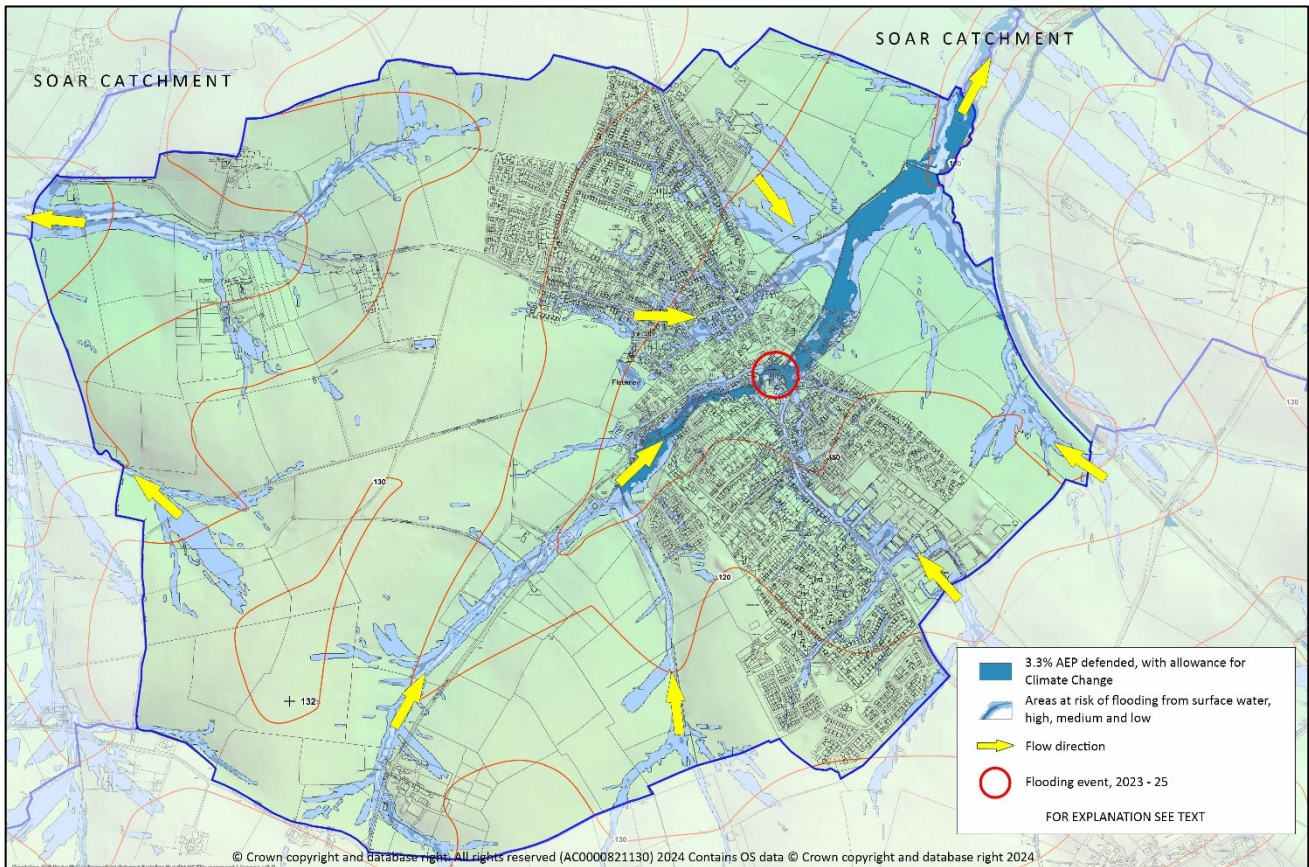 SOAR CATCHMENT
SOAR CATCHMENT
130
Fleckney
130
130
120
132
130
3.3% AEP defended, with allowance for
Climate Change
Areas at risk of flooding from surface water,
high, medium and low
Flow direction
Flooding event, 2023 - 25
FOR EXPLANATION SEE TEXT
© Crown copyright and database right. All rights reserved (AC0000821130) 2024 Contains OS data © Crown copyright and database right 2024